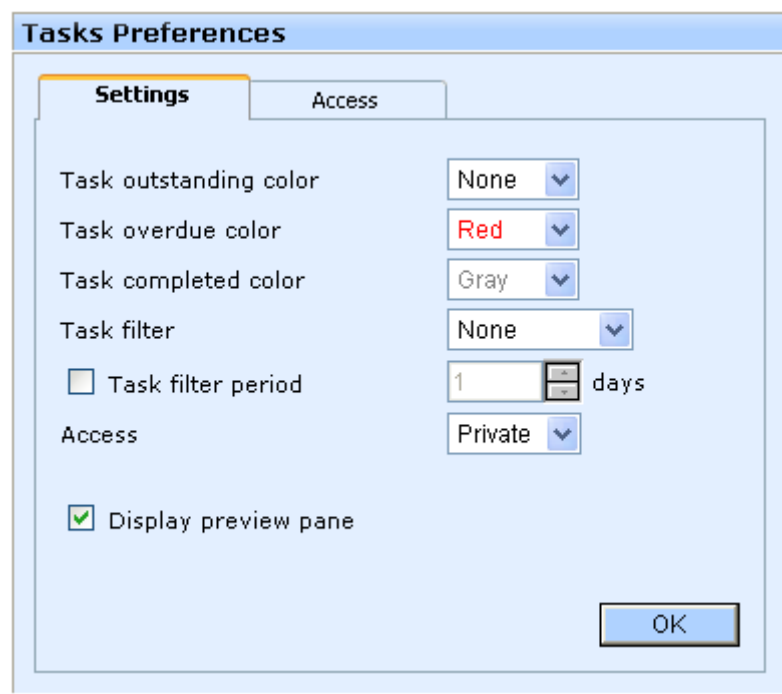 Tasks Preferences
Settings Access
Task outstanding color None
Task overdue color Red
Task completed color Gray
Task filter None
Task filter period 1 days
Access Private
Display preview pane
OK